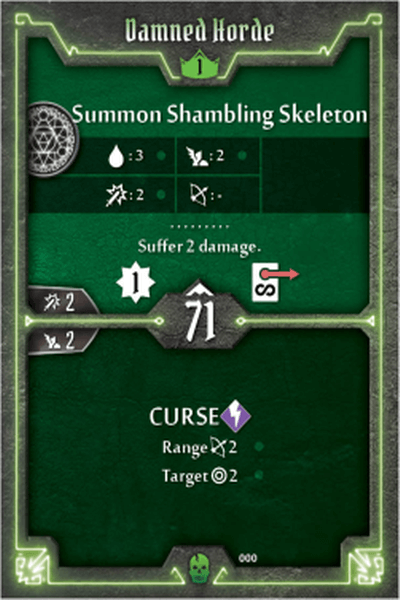 Damned Horde
1
Summon Shambling Skeleton
: 3
: 2
: 2
: -
Suffer 2 damage.
1
2
71
2
CURSE
Range 2
Target 2
000